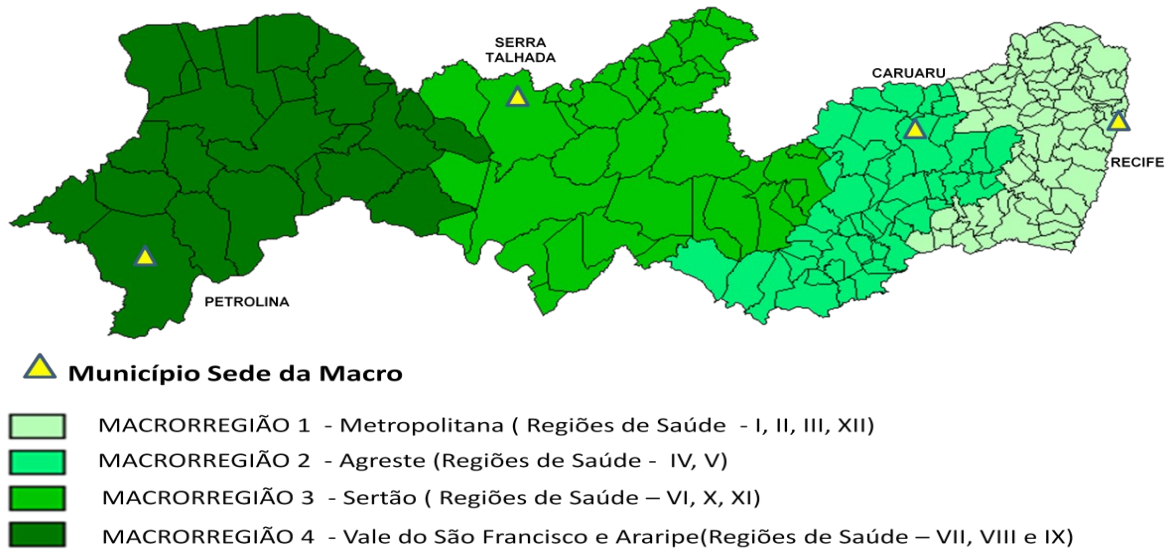 SERRA
TALHADA
CARUARU
RECIFE
PETROLINA
Município Sede da Macro
MACRORREGIÃO 1 - Metropolitana ( Regiões de Saúde - I, II, III, XII)
MACRORREGIÃO 2 - Agreste (Regiões de Saúde - IV, V)
MACRORREGIÃO 3 - Sertão ( Regiões de Saúde – VI, X, XI)
MACRORREGIÃO 4 - Vale do São Francisco e Araripe(Regiões de Saúde – VII, VIII e IX)